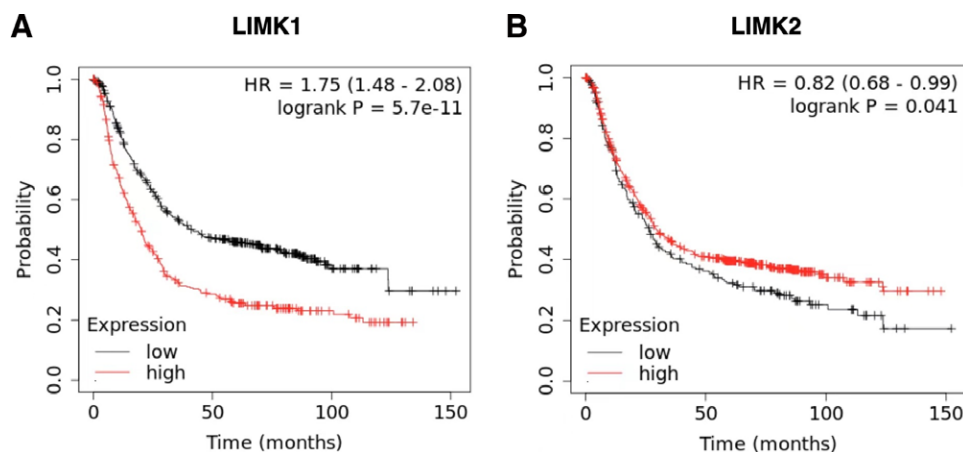 A
LIMK1
HR = 1.75 (1.48 - 2.08)
logrank P = 5.7e-11
Probability
1.0
0.8
0.6
0.4
0.2
0.0
Expression
low
high
0
50
100
150
Time (months)
B
LIMK2
HR = 0.82 (0.68 - 0.99)
logrank P = 0.041
Probability
1.0
0.8
0.6
0.4
0.2
0.0
Expression
low
high
0
50
100
150
Time (months)